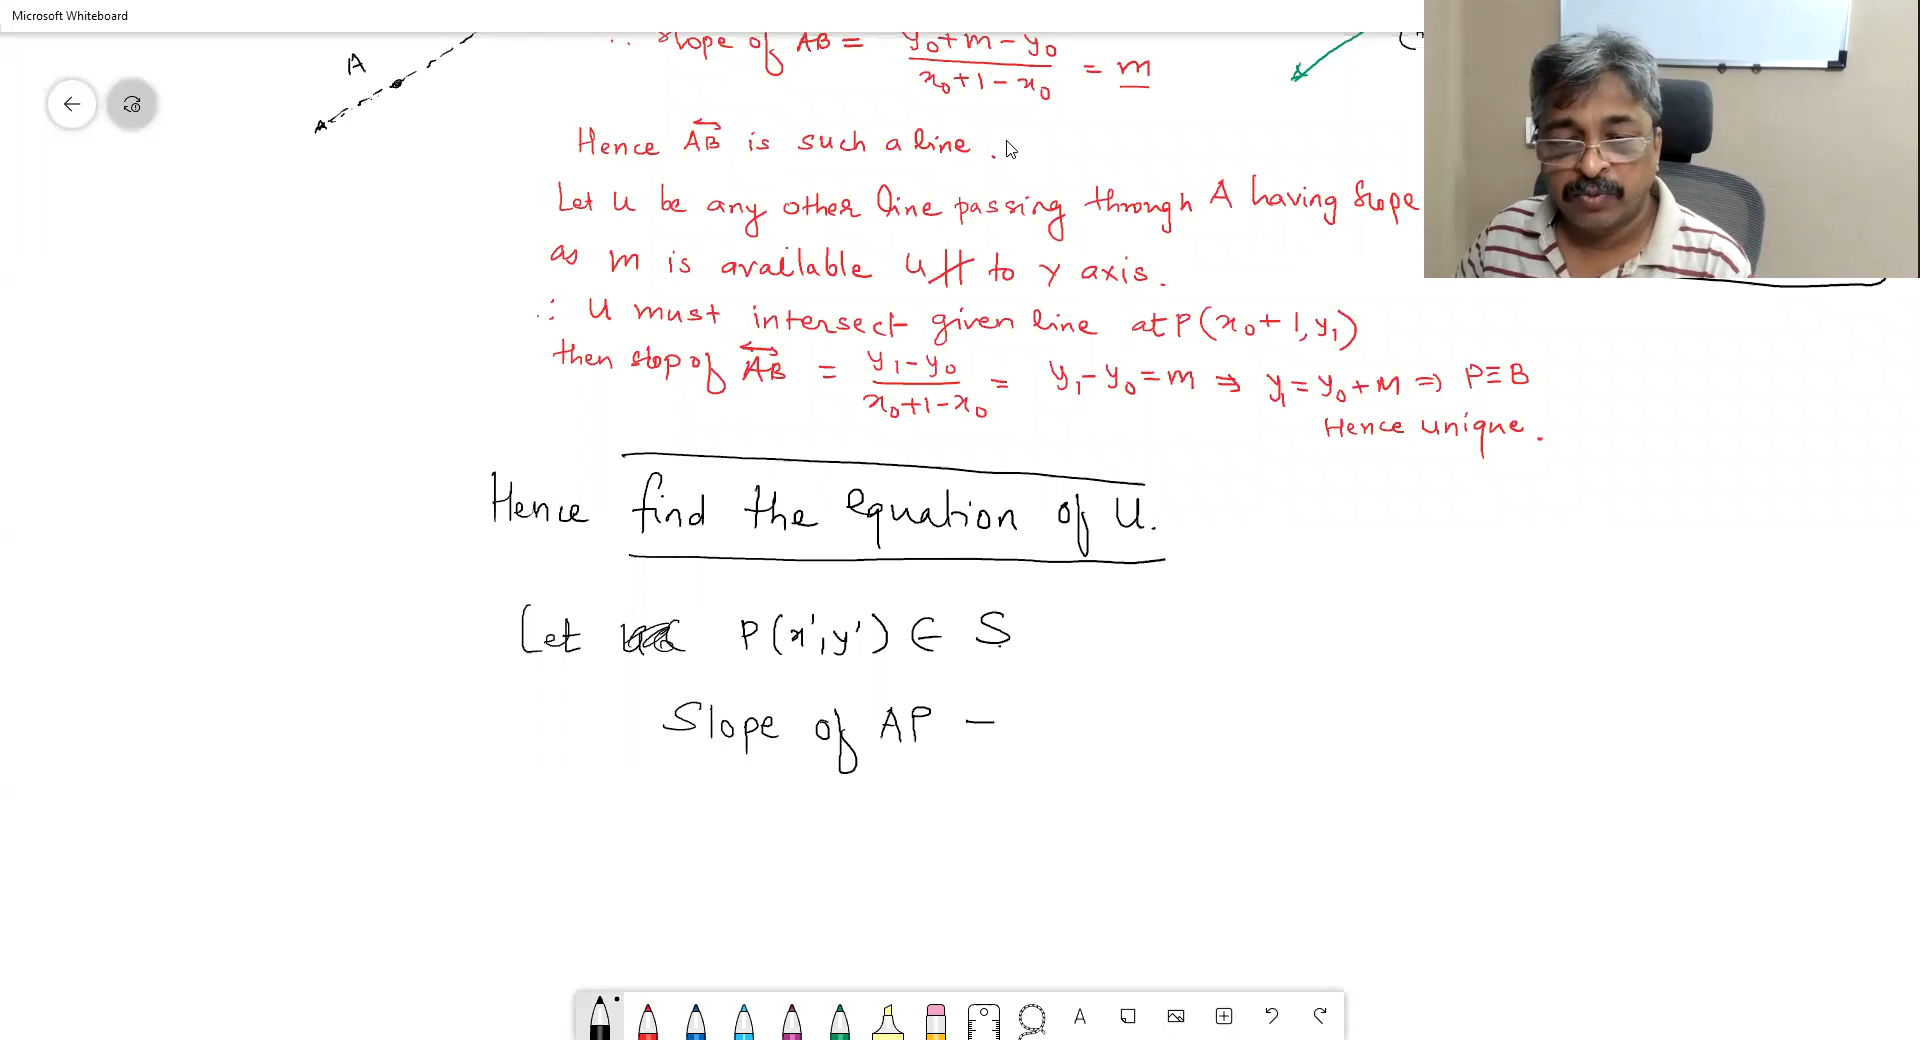 Microsoft Whiteboard
A
∴ slope of AB = (y₀+m−y₀)/(x₀+1−x₀) = m
Hence AB is such a line.
Let u be any other line passing through A having slope
as m is available u ∦ to Y axis.
∴ u must intersect given line at P(x₀+1, y₁)
then slop of AB = (y₁−y₀)/(x₀+1−x₀) = y₁−y₀=m ⇒ y₁=y₀+m ⇒ P≡B
Hence unique.
Hence find the equation of u.
Let P(x',y') ∈ S
Slope of AP −